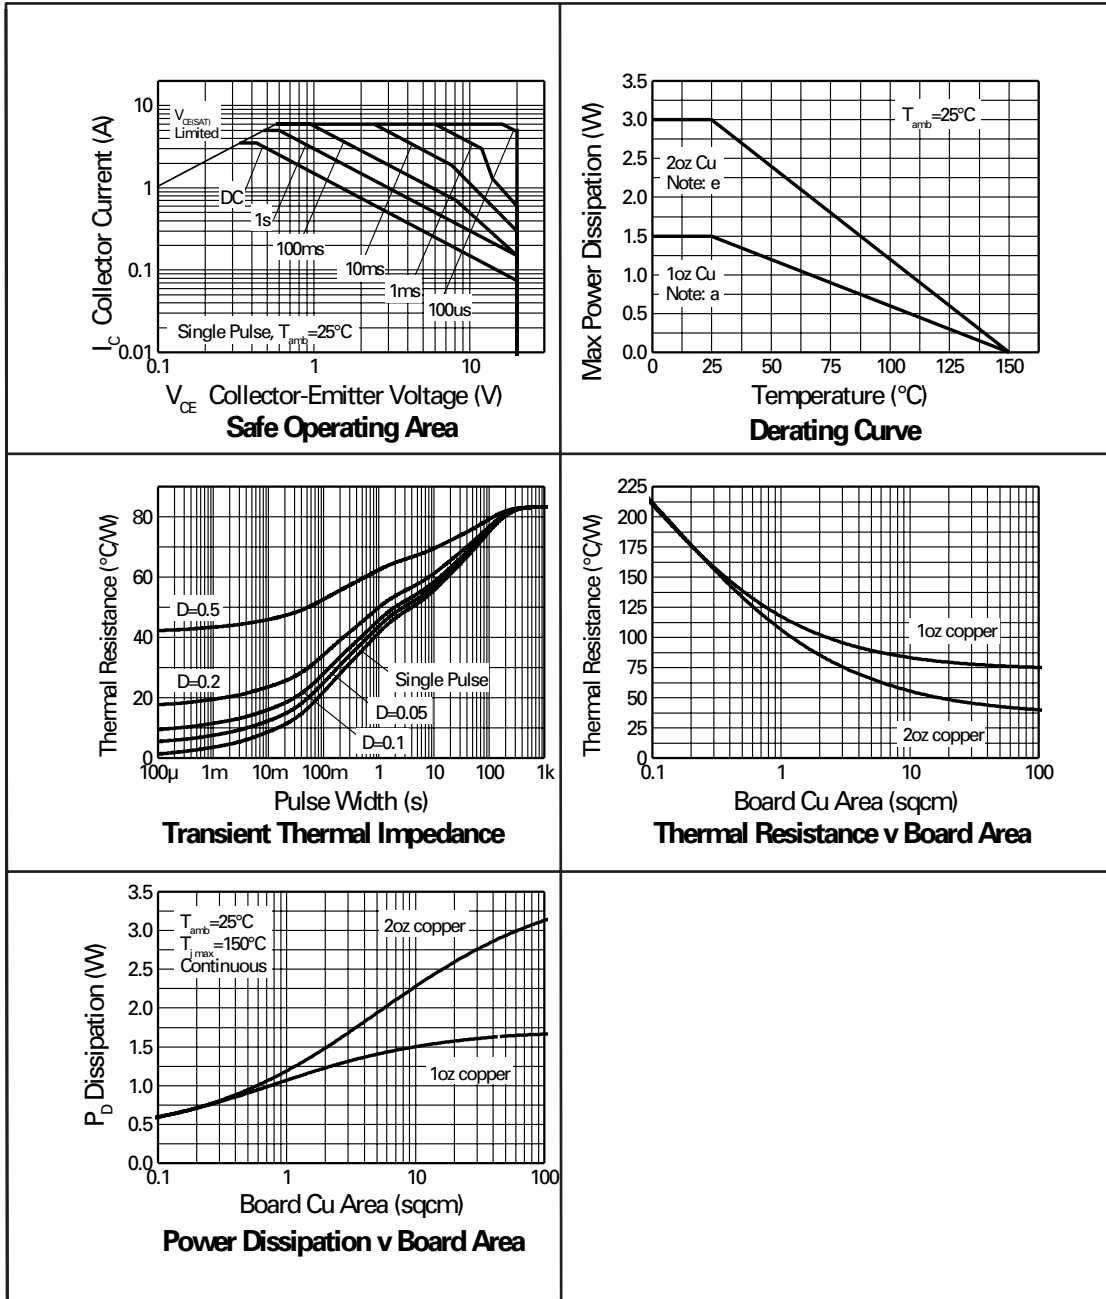 10
1
0.1
0.01
0.1
1
10
I_C Collector Current (A)
V_CE(SAT)
Limited
DC
1s
100ms
10ms
1ms
100us
Single Pulse, T_amb=25°C
V_CE Collector-Emitter Voltage (V)
Safe Operating Area
3.5
3.0
2.5
2.0
1.5
1.0
0.5
0.0
0
25
50
75
100
125
150
Max Power Dissipation (W)
T_amb=25°C
2oz Cu
Note: e
1oz Cu
Note: a
Temperature (°C)
Derating Curve
80
60
40
20
0
100µ
1m
10m
100m
1
10
100
1k
Thermal Resistance (°C/W)
D=0.5
D=0.2
Single Pulse
D=0.05
D=0.1
Pulse Width (s)
Transient Thermal Impedance
225
200
175
150
125
100
75
50
25
0
0.1
1
10
100
Thermal Resistance (°C/W)
1oz copper
2oz copper
Board Cu Area (sqcm)
Thermal Resistance v Board Area
3.5
3.0
2.5
2.0
1.5
1.0
0.5
0.0
0.1
1
10
100
P_D Dissipation (W)
T_amb=25°C
T_j max=150°C
Continuous
2oz copper
1oz copper
Board Cu Area (sqcm)
Power Dissipation v Board Area